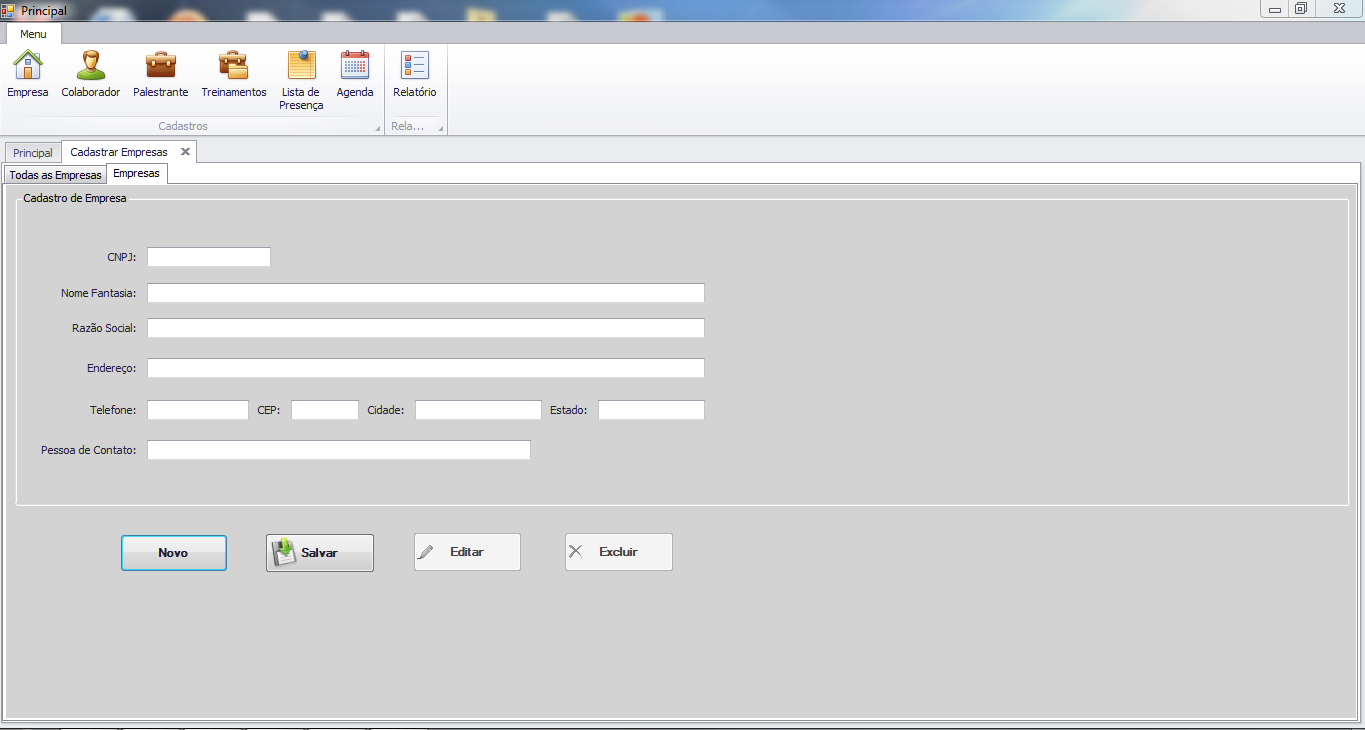 Principal
Menu
Empresa Colaborador Palestrante Treinamentos Lista de Presença Agenda Relatório
Cadastros Rela...
Principal Cadastrar Empresas
Todas as Empresas Empresas
Cadastro de Empresa
CNPJ:
Nome Fantasia:
Razão Social:
Endereço:
Telefone: CEP: Cidade: Estado:
Pessoa de Contato:
Novo Salvar Editar Excluir